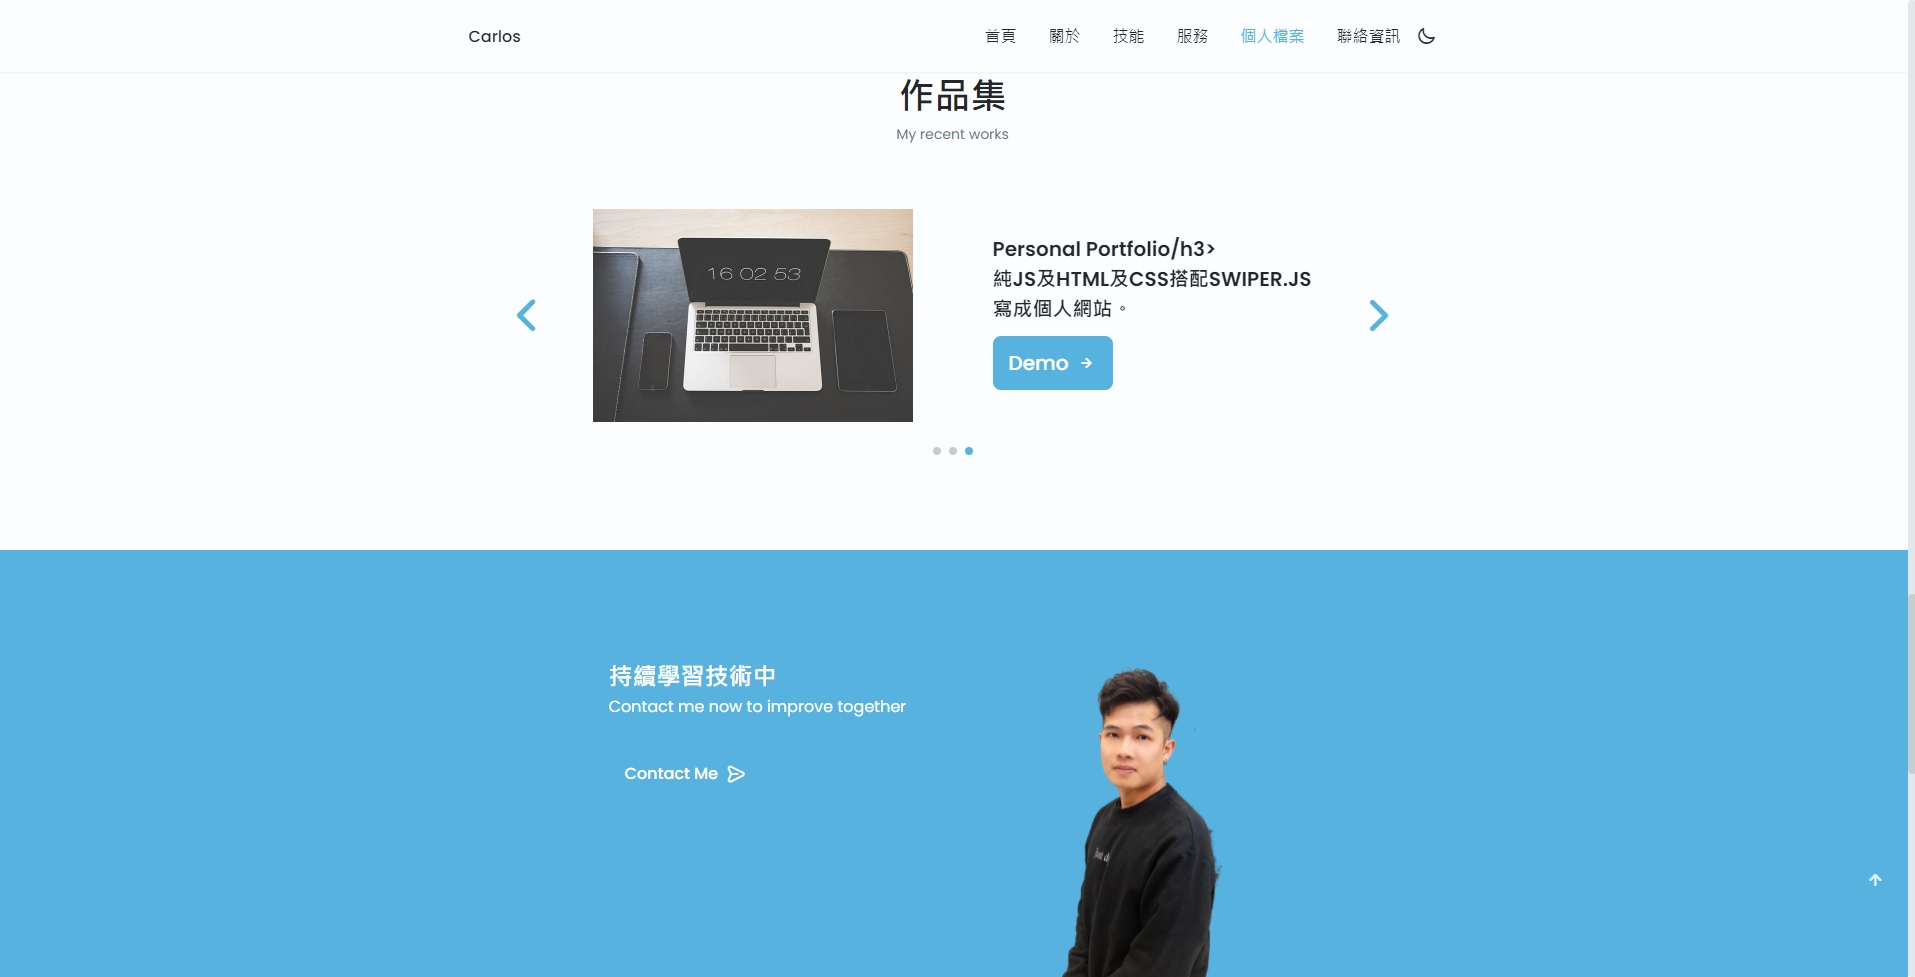 Carlos
首頁 關於 技能 服務 個人檔案 聯絡資訊
作品集
My recent works
16 02 53
Personal Portfolio/h3>
純JS及HTML及CSS搭配SWIPER.JS
寫成個人網站。
Demo
持續學習技術中
Contact me now to improve together
Contact Me